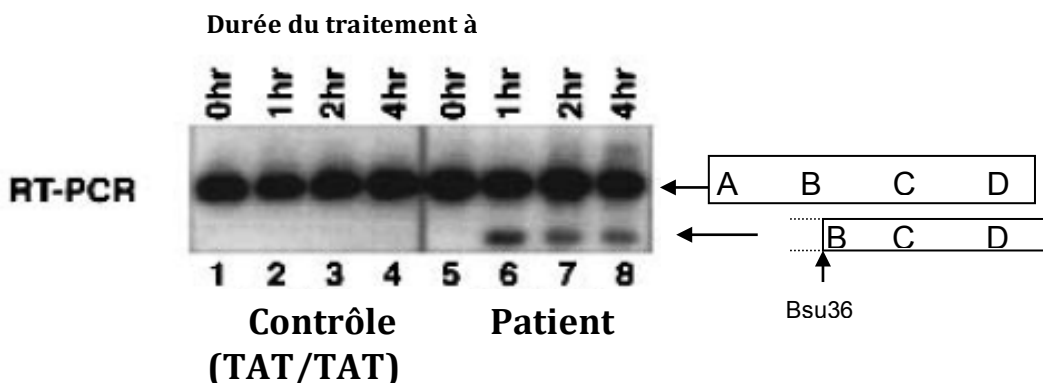 Durée du traitement à
0hr 1hr 2hr 4hr 0hr 1hr 2hr 4hr
RT-PCR
A B C D
B C D
1 2 3 4 5 6 7 8
Bsu36
Contrôle Patient
(TAT/TAT)